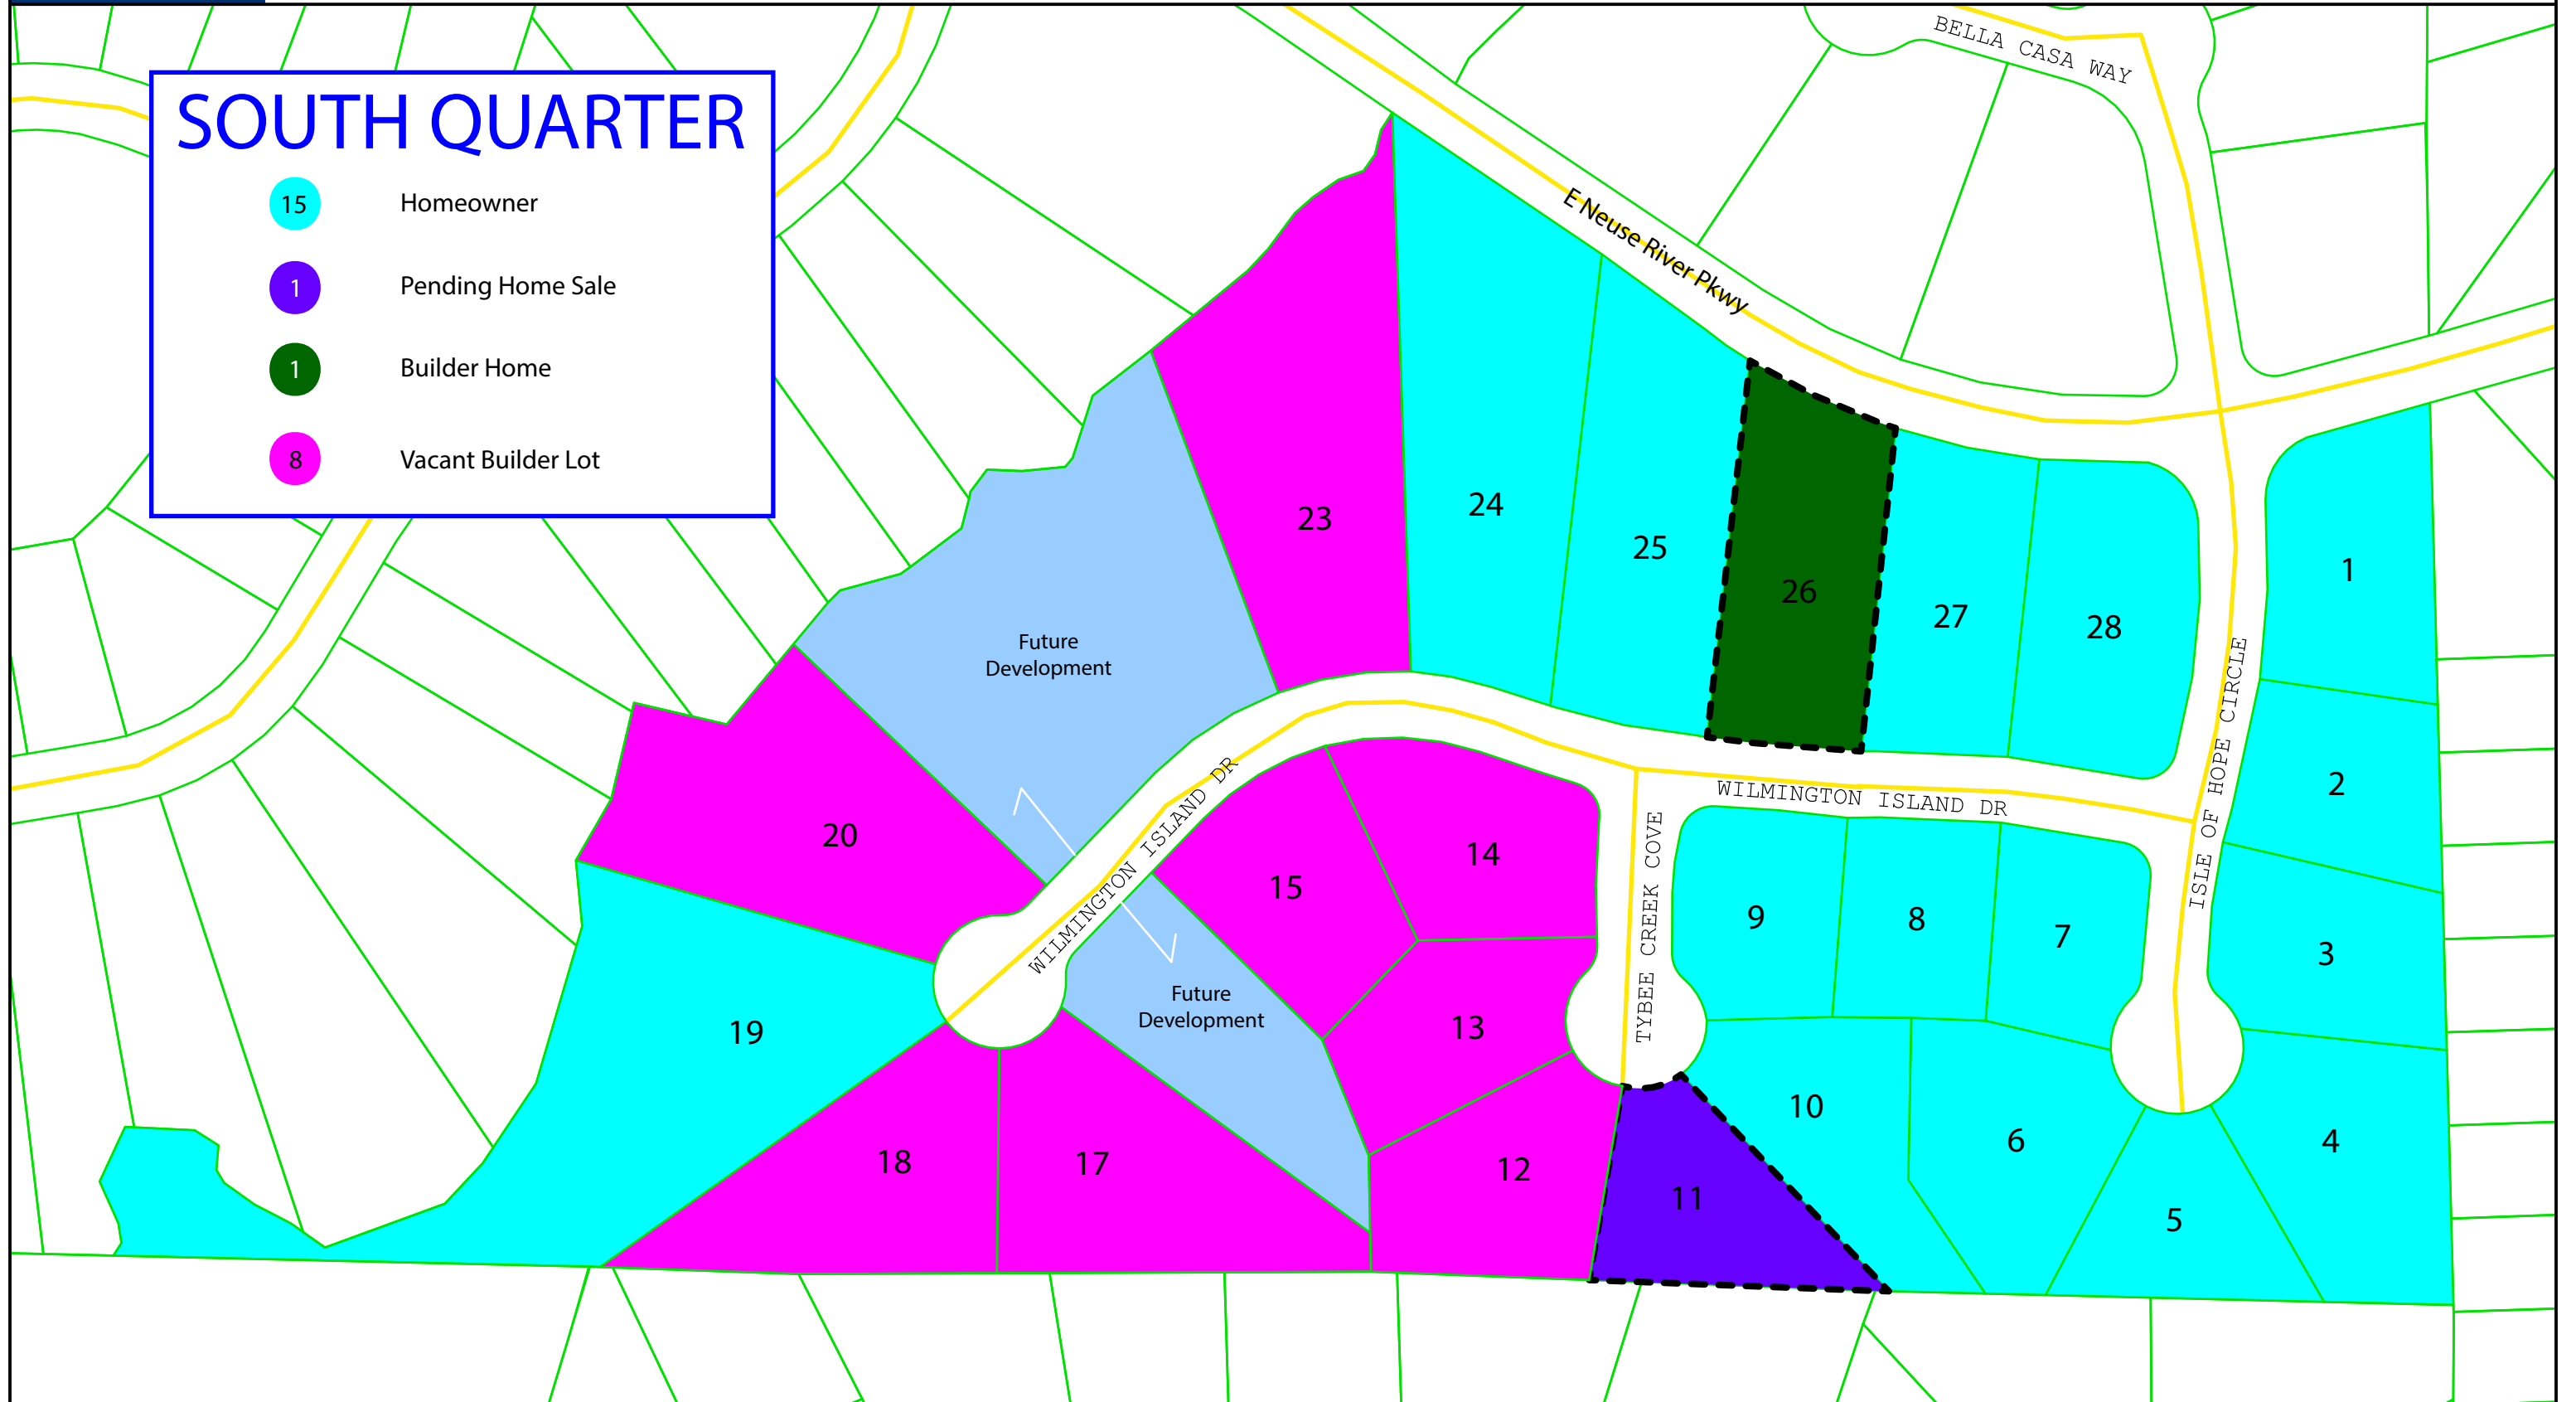 SOUTH QUARTER
15 Homeowner
1 Pending Home Sale
1 Builder Home
8 Vacant Builder Lot
BELLA CASA WAY
E Neuse River Pkwy
23
24
25
26
27
28
1
Future
Development
WILMINGTON ISLAND DR
WILMINGTON ISLAND DR
ISLE OF HOPE CIRCLE
TYBEE CREEK COVE
2
20
14
15
9
8
7
3
Future
Development
19
13
10
6
4
18
17
12
11
5